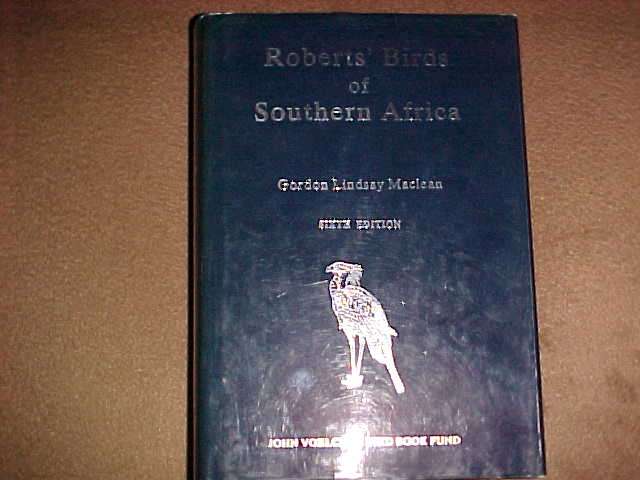 Roberts' Birds
of
Southern Africa
Gordon Lindsay Maclean
SIXTH EDITION
JOHN BOOK FUND